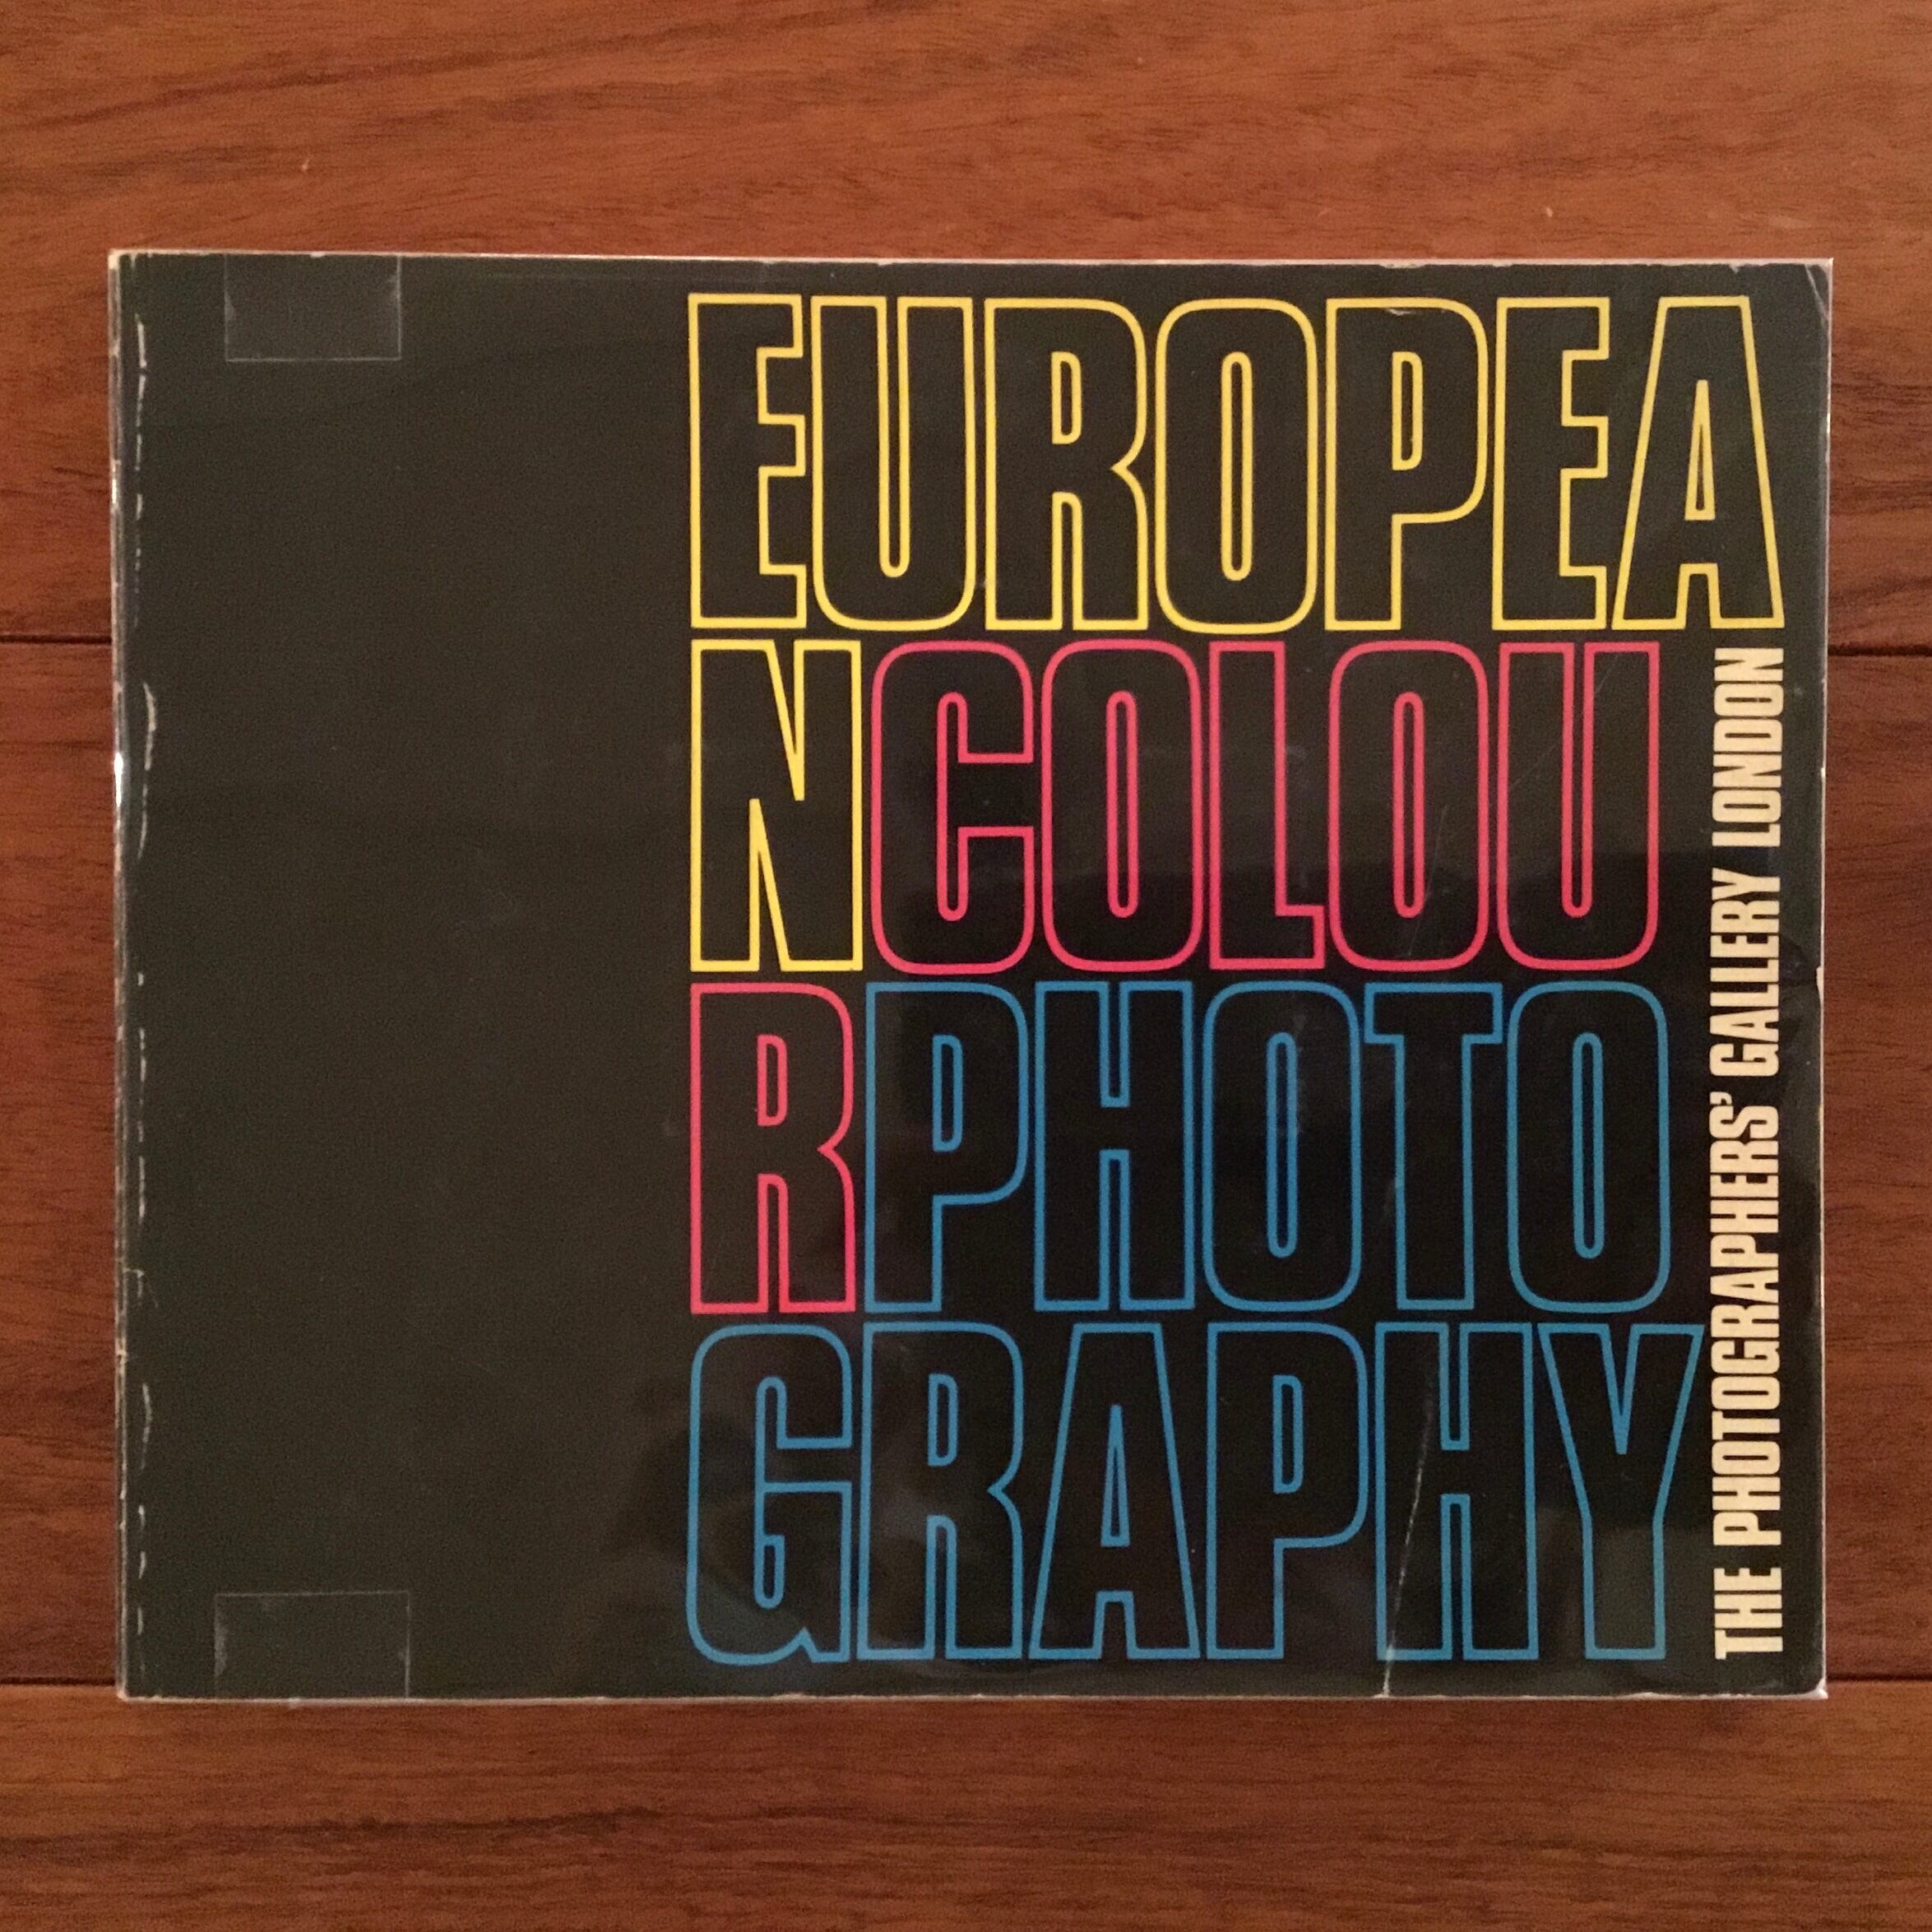 EUROPEA
NCOLOU
RPHOTO
GRAPHY
THE PHOTOGRAPHERS' GALLERY LONDON